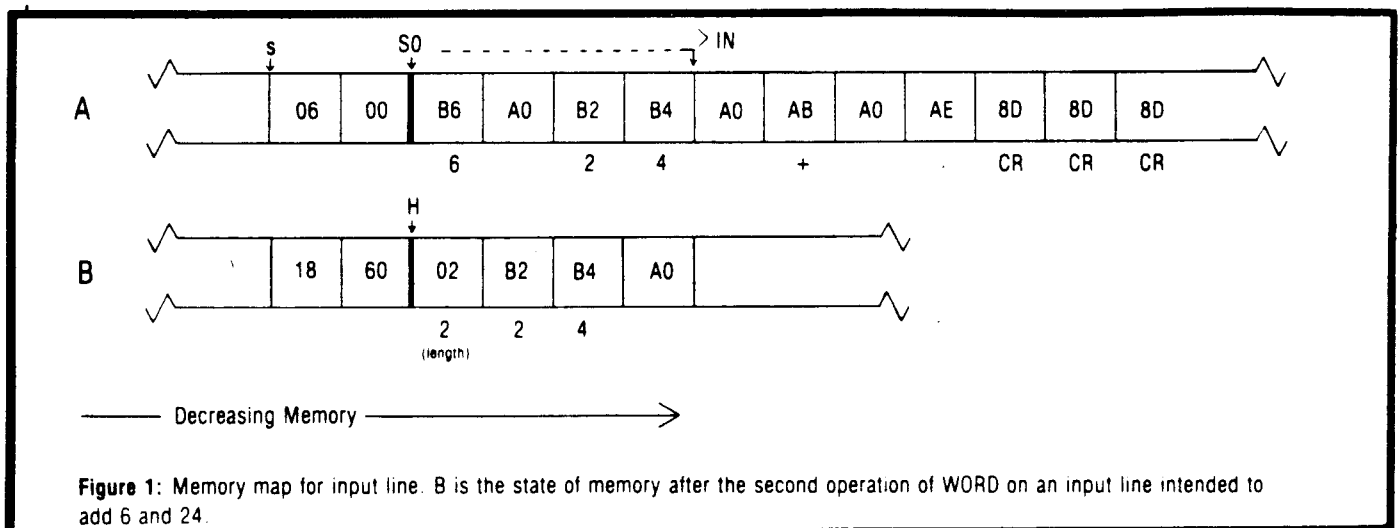 s S0 > IN
A 06 00 B6 A0 B2 B4 A0 AB A0 AE 8D 8D 8D
6 2 4 + . CR CR CR
H
B 18 60 02 B2 B4 A0
2 2 4
(length)
Decreasing Memory
Figure 1: Memory map for input line. B is the state of memory after the second operation of WORD on an input line intended to
add 6 and 24.